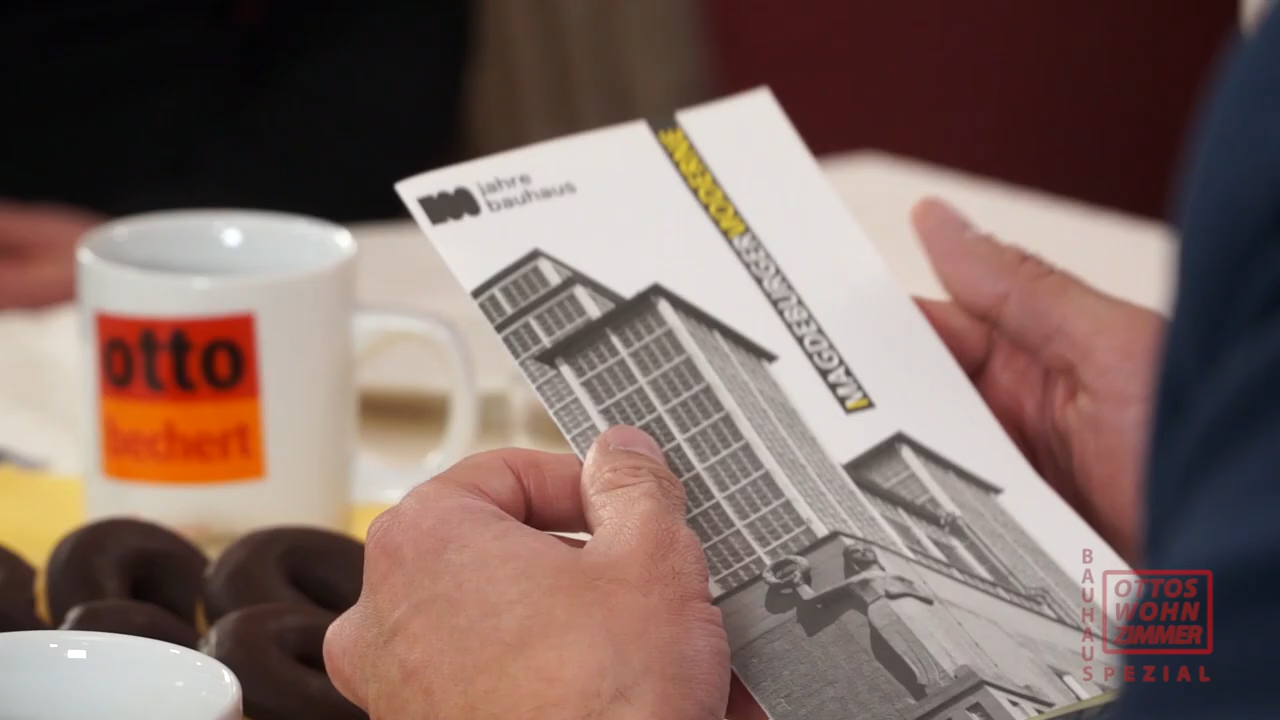 100 jahre
bauhaus
MAGDEBURGER MODERNE
otto
bechert
BAUHAUS
OTTOS
WOHN
ZIMMER
SPEZIAL